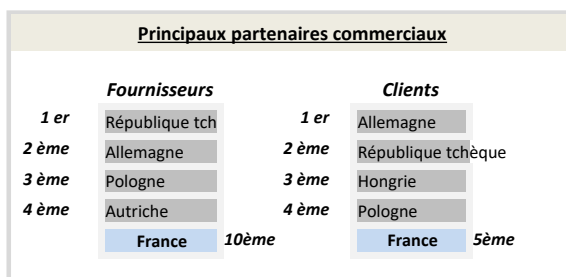 Principaux partenaires commerciaux
Fournisseurs Clients
1 er République tch 1 er Allemagne
2 ème Allemagne 2 ème République tchèque
3 ème Pologne 3 ème Hongrie
4 ème Autriche 4 ème Pologne
France 10ème France 5ème